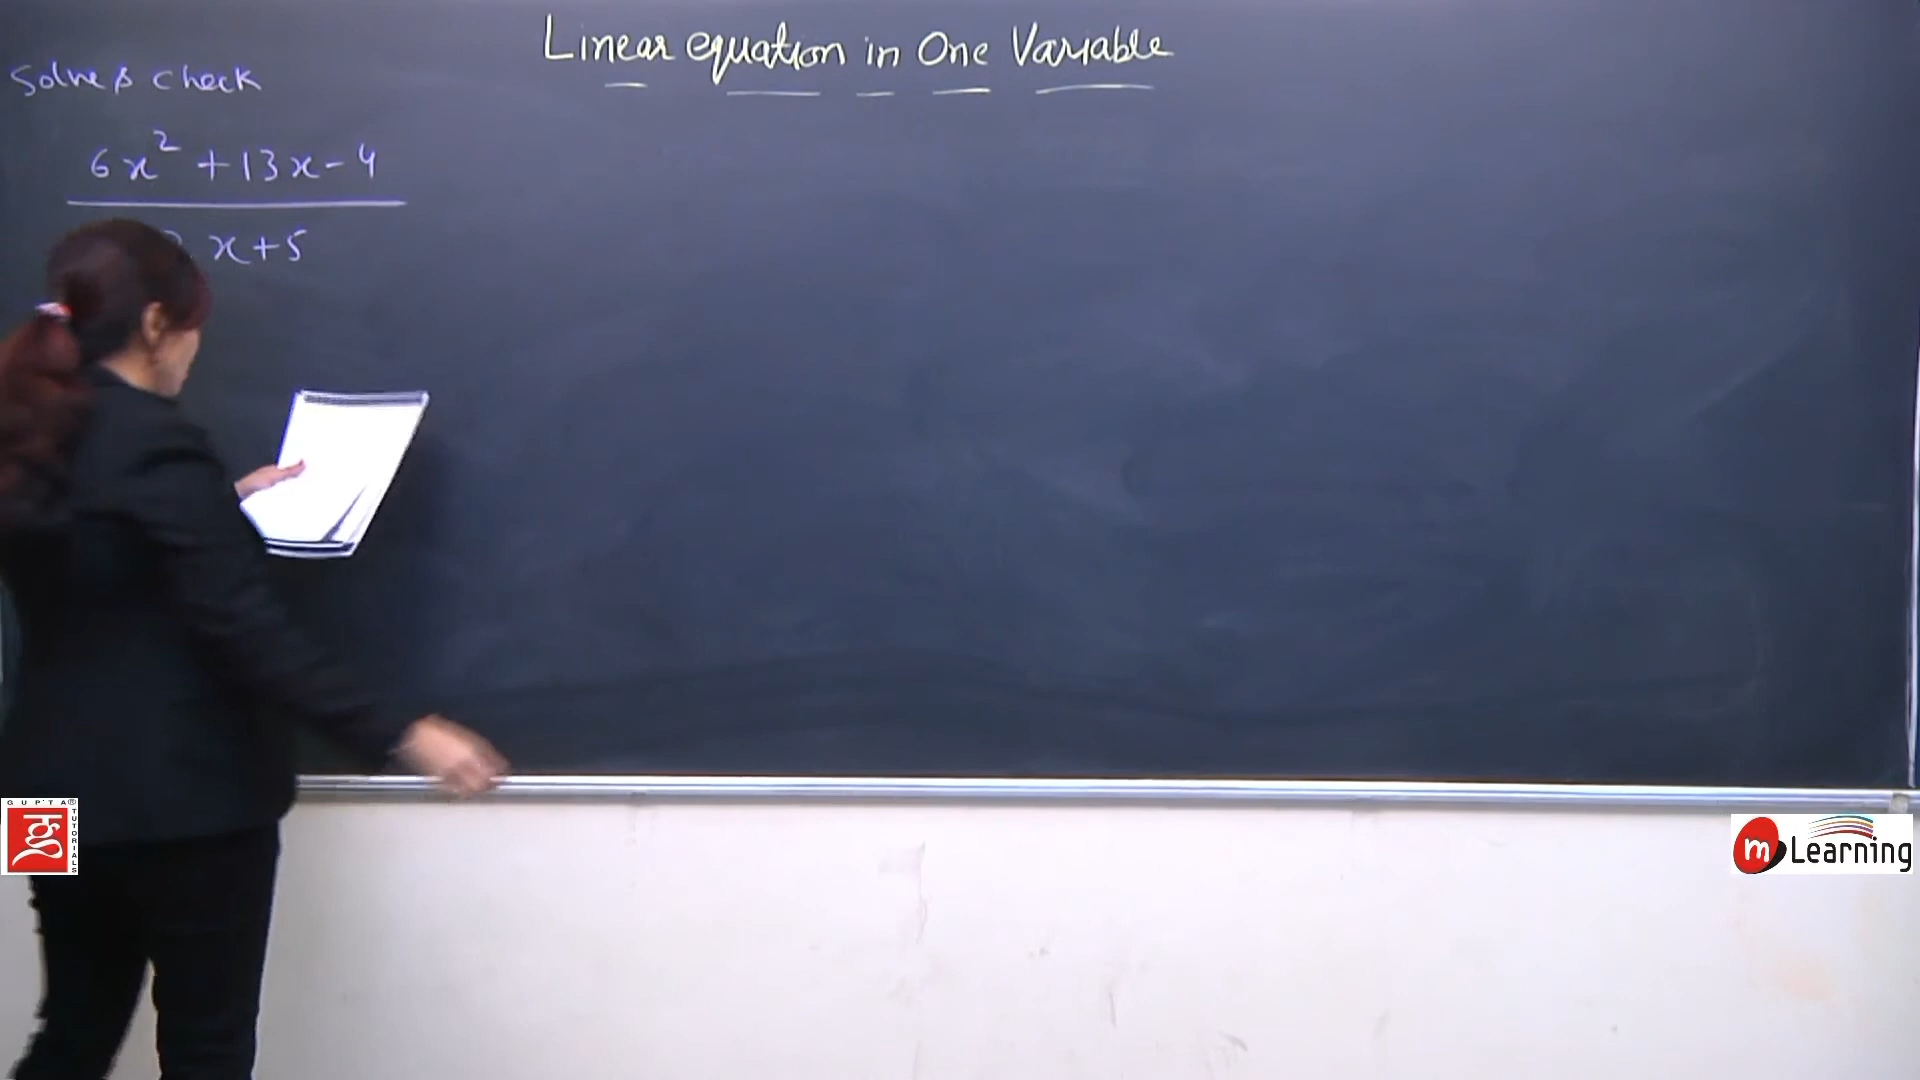 Linear equation in One Variable
Solve & check
6x² + 13x - 4
x + 5
GUPTA®
TUTORIALS
m Learning